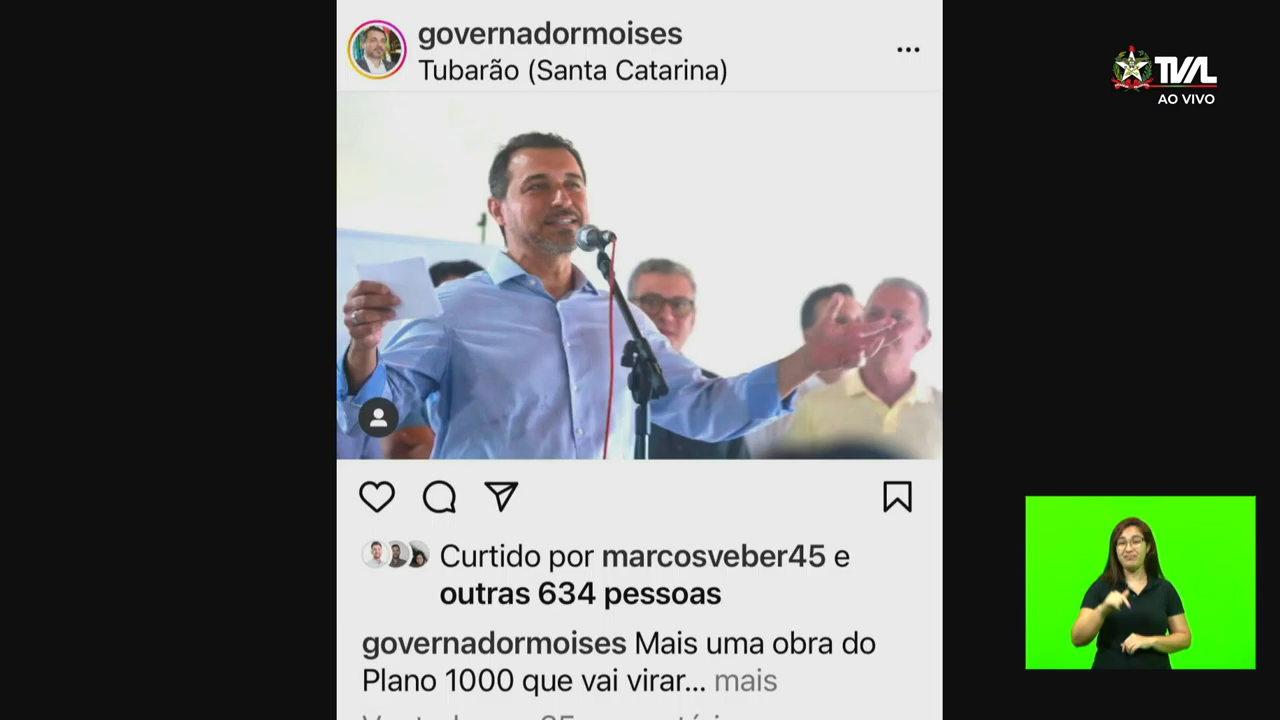 governadormoises
Tubarão (Santa Catarina)
TVAL
AO VIVO
Curtido por marcosveber45 e
outras 634 pessoas
governadormoises Mais uma obra do
Plano 1000 que vai virar... mais